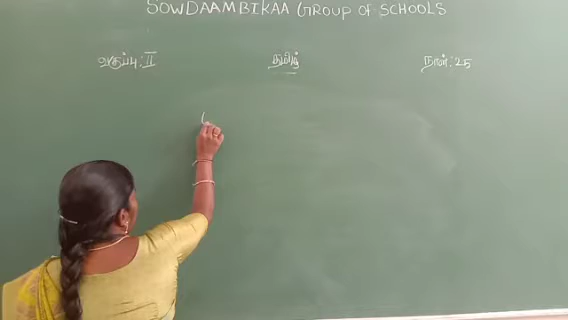 SOWDAAMBIKAA GROUP OF SCHOOLS
வகுப்பு : II தமிழ் நாள் : 25